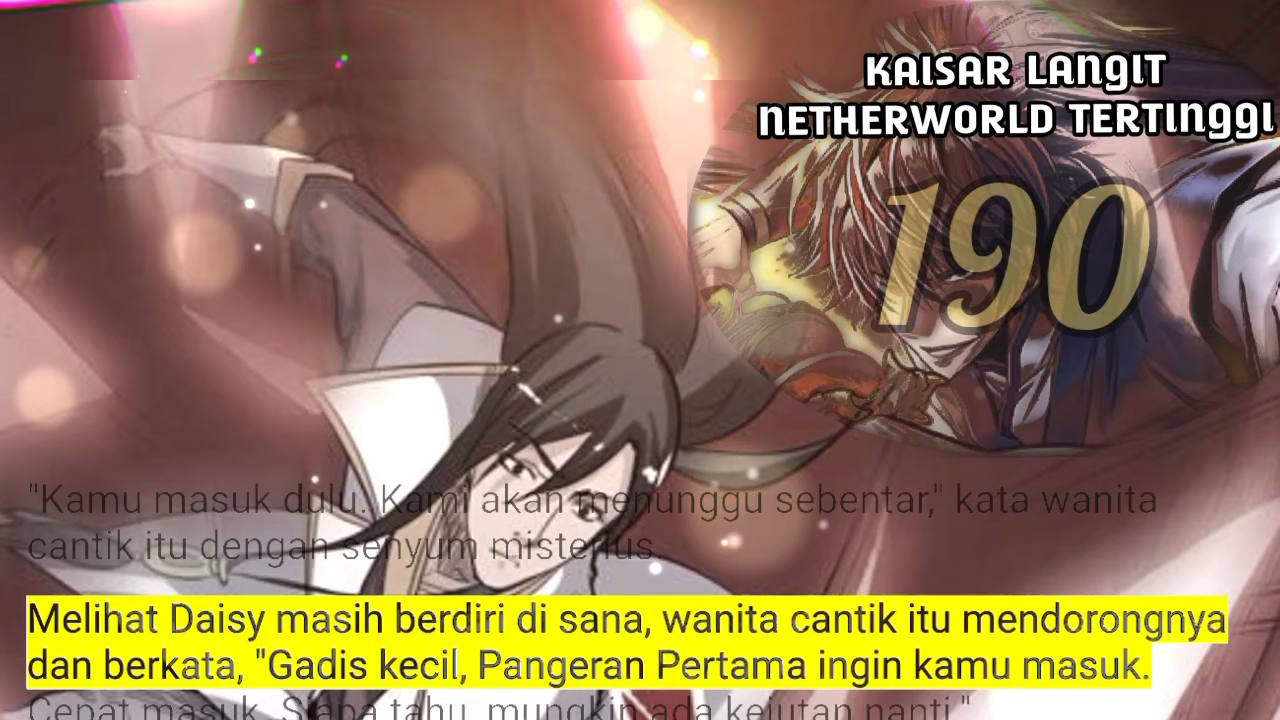 KAISAR LANGIT
NETHERWORLD TERTINGGI
190
"Kamu masuk dulu. Kami akan menunggu sebentar," kata wanita
cantik itu dengan senyum misterius.
Melihat Daisy masih berdiri di sana, wanita cantik itu mendorongnya
dan berkata, "Gadis kecil, Pangeran Pertama ingin kamu masuk.
Cepat masuk. Siapa tahu, mungkin ada kejutan nanti."